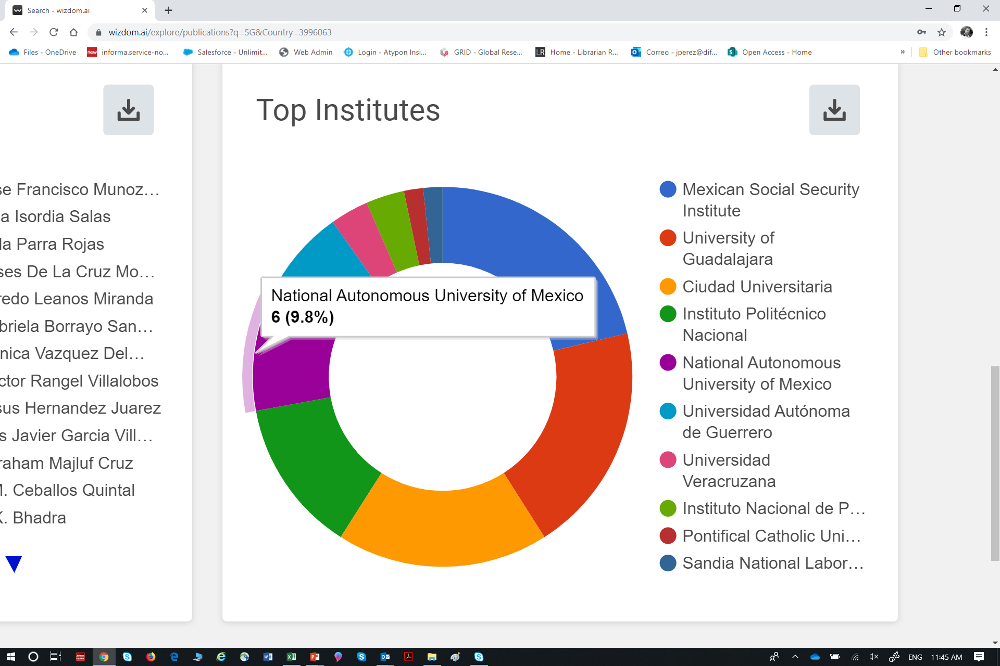 Search - wizdom.ai
wizdom.ai/explore/publications?q=5G&Country=3996063
Files - OneDrive
now
informa.service-no...
Salesforce - Unlimit...
Web Admin
Login - Atypon Insi...
GRID - Global Rese...
LR
Home - Librarian R...
Correo - jperez@dif...
Open Access - Home
»
Other bookmarks
se Francisco Munoz…
a Isordia Salas
la Parra Rojas
ses De La Cruz Mo…
redo Leanos Miranda
briela Borrayo San…
nica Vazquez Del…
ctor Rangel Villalobos
sus Hernandez Juarez
s Javier Garcia Vill…
raham Majluf Cruz
M. Ceballos Quintal
K. Bhadra
Top Institutes
National Autonomous University of Mexico
6 (9.8%)
Mexican Social Security
Institute
University of
Guadalajara
Ciudad Universitaria
Instituto Politécnico
Nacional
National Autonomous
University of Mexico
Universidad Autónoma
de Guerrero
Universidad
Veracruzana
Instituto Nacional de P…
Pontifical Catholic Uni…
Sandia National Labor…
ENG
11:45 AM